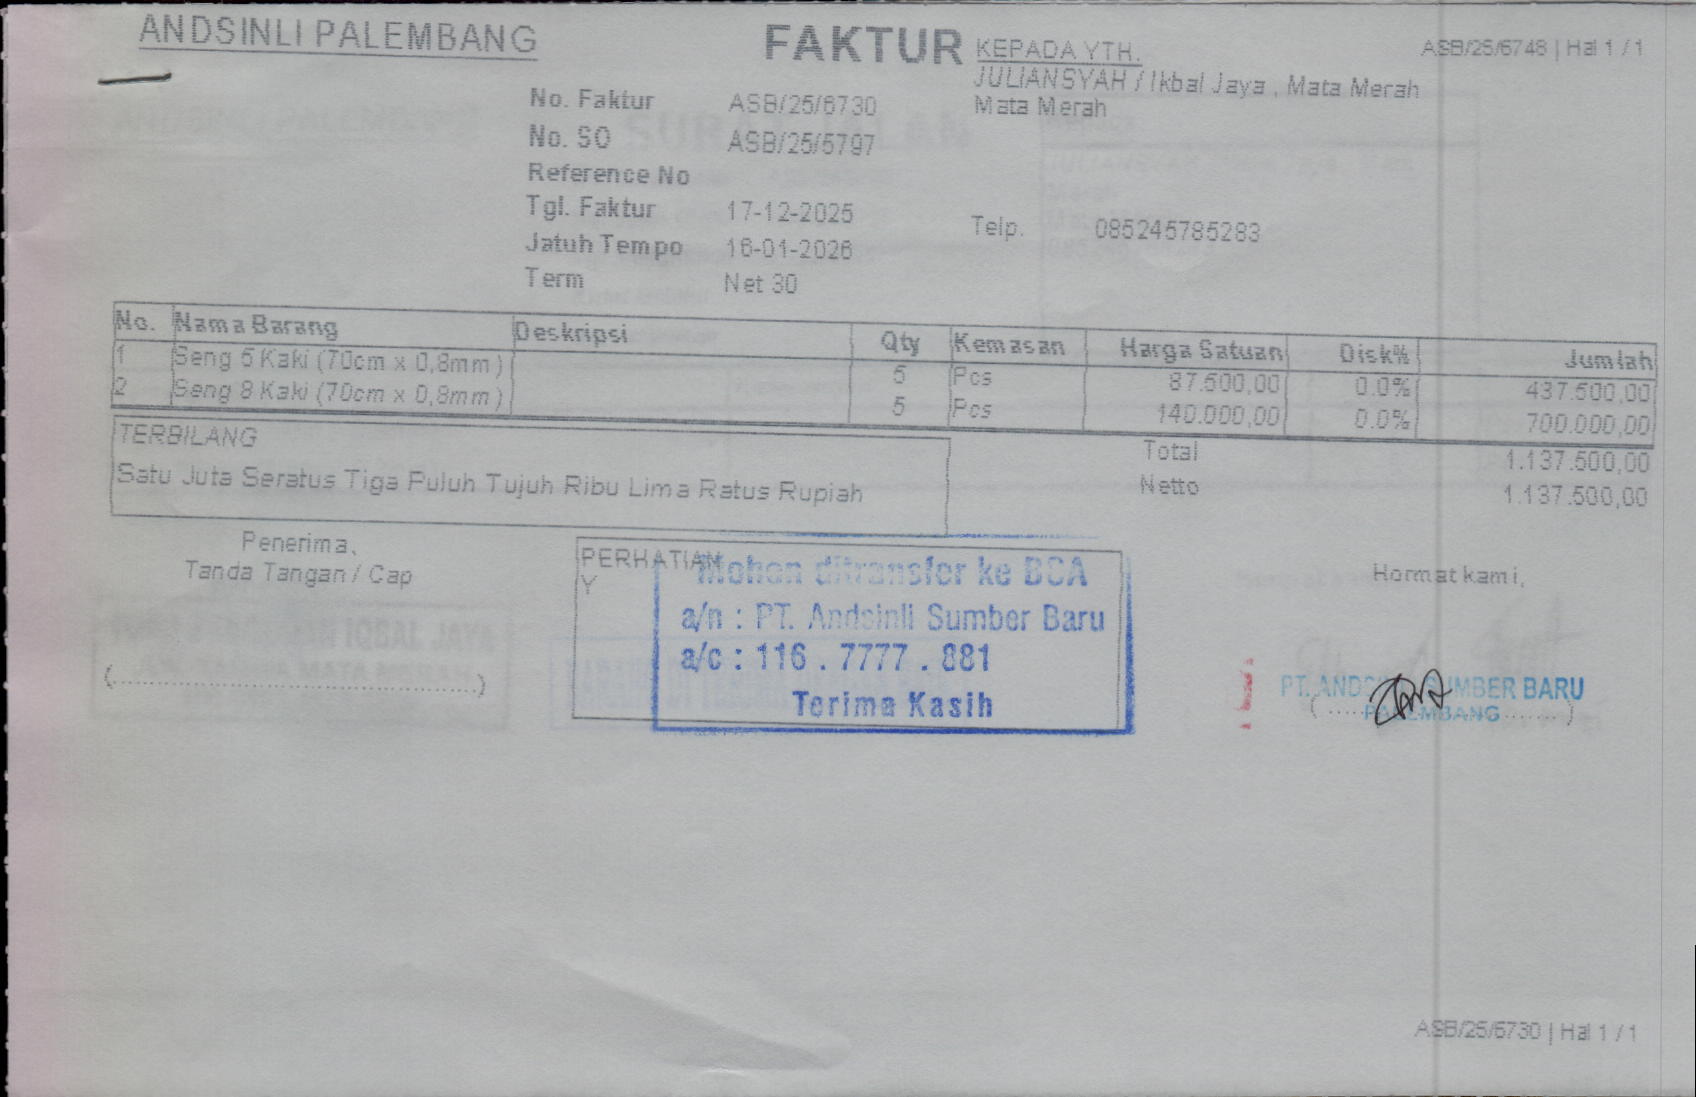 ANDSINLI PALEMBANG
FAKTUR
ASB/25/6748 | Hal 1 / 1
KEPADA YTH.
JULIANSYAH / Ikbal Jaya , Mata Merah
Mata Merah
No. Faktur ASB/25/6730
No. SO ASB/25/5797
Reference No
Tgl. Faktur 17-12-2025
Telp. 085245785283
Jatuh Tempo 16-01-2026
Term Net 30
No. Nama Barang Deskripsi Qty Kemasan Harga Satuan Disk% Jumlah
1 Seng 5 Kaki (70cm x 0,8mm) 5 Pcs 87.500,00 0.0% 437.500,00
2 Seng 8 Kaki (70cm x 0,8mm) 5 Pcs 140.000,00 0.0% 700.000,00
TERBILANG
Satu Juta Seratus Tiga Puluh Tujuh Ribu Lima Ratus Rupiah
Total 1.137.500,00
Netto 1.137.500,00
Penerima,
Tanda Tangan / Cap
PERHATIAN
Y
Mohon ditransfer ke BCA
a/n : PT. Andsinli Sumber Baru
a/c : 116 . 7777 . 881
Terima Kasih
Hormat kami,
PT. ANDSINLI SUMBER BARU
PALEMBANG
ASB/25/6730 | Hal 1 / 1